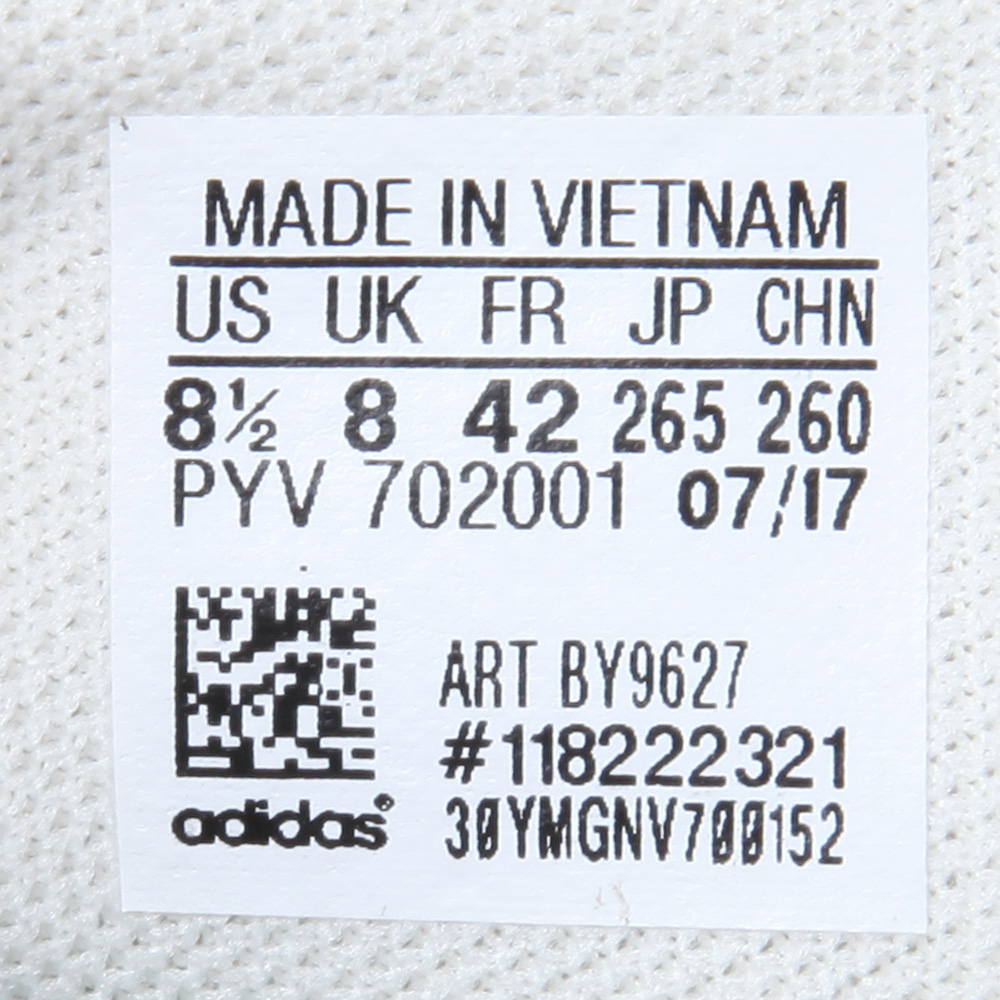 MADE IN VIETNAM
US UK FR JP CHN
8½ 8 42 265 260
PYV 702001 07/17
ART BY9627
#118222321
adidas®
30YMGNV700152